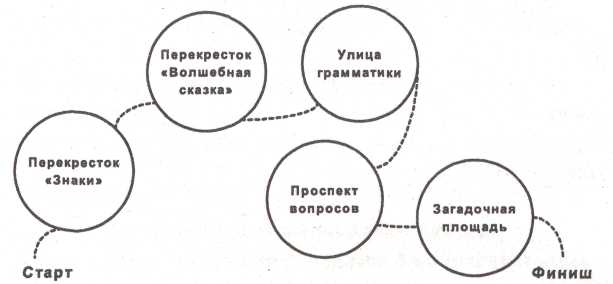 Перекресток
«Волшебная
сказка»
Улица
грамматики
Перекресток
«Знаки»
Проспект
вопросов
Загадочная
площадь
Старт
Финиш